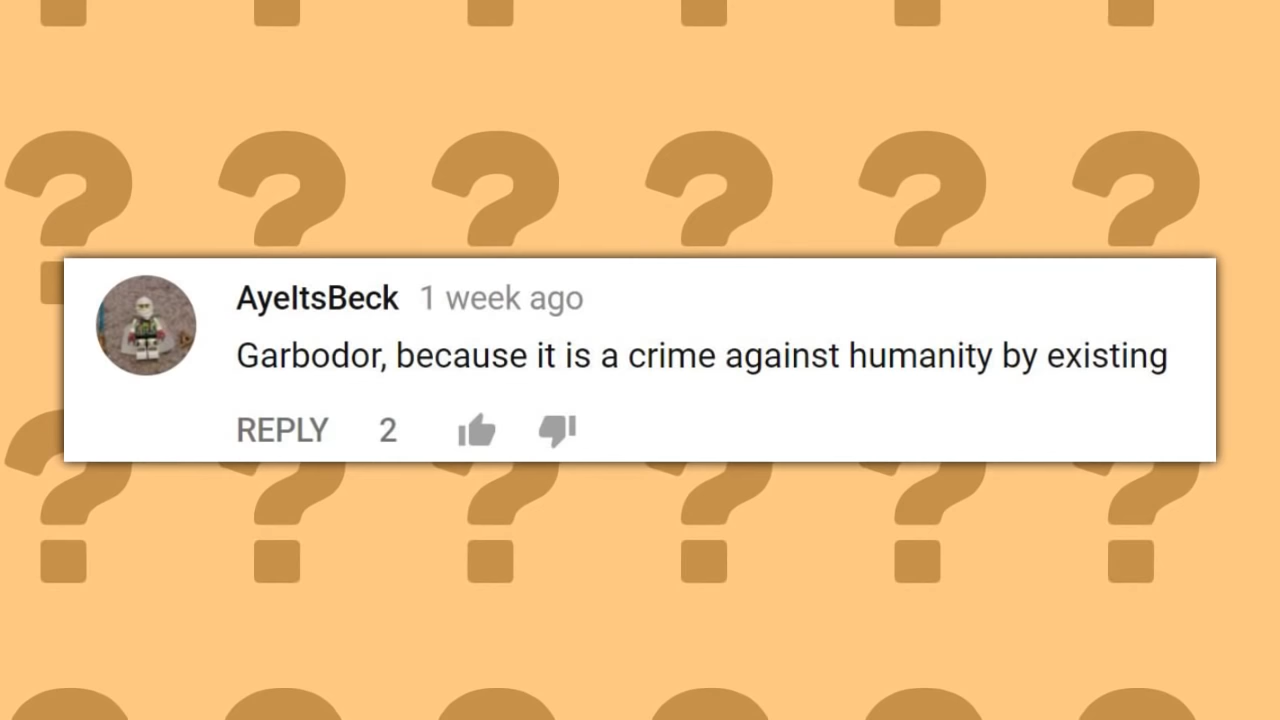 AyeItsBeck 1 week ago
Garbodor, because it is a crime against humanity by existing
REPLY 2